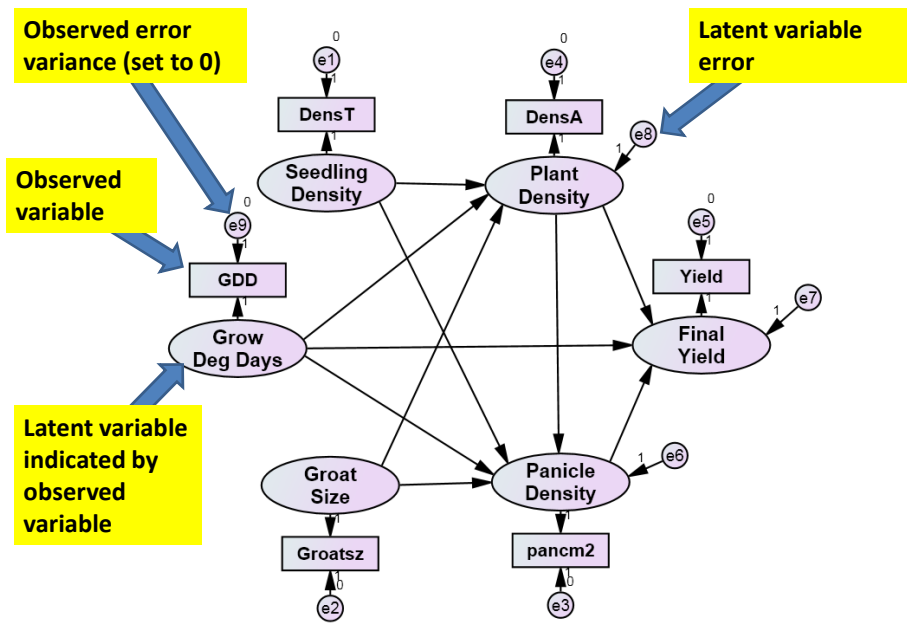 Observed error
variance (set to 0)
Latent variable
error
Observed
variable
Latent variable
indicated by
observed
variable
0
e1
1
DensT
1
Seedling
Density
0
e4
1
DensA
1
Plant
Density
e8
1
0
e9
1
GDD
1
Grow
Deg Days
0
e5
1
Yield
1
Final
Yield
e7
1
Groat
Size
1
Groatsz
1
0
e2
Panicle
Density
e6
1
1
pancm2
1
0
e3